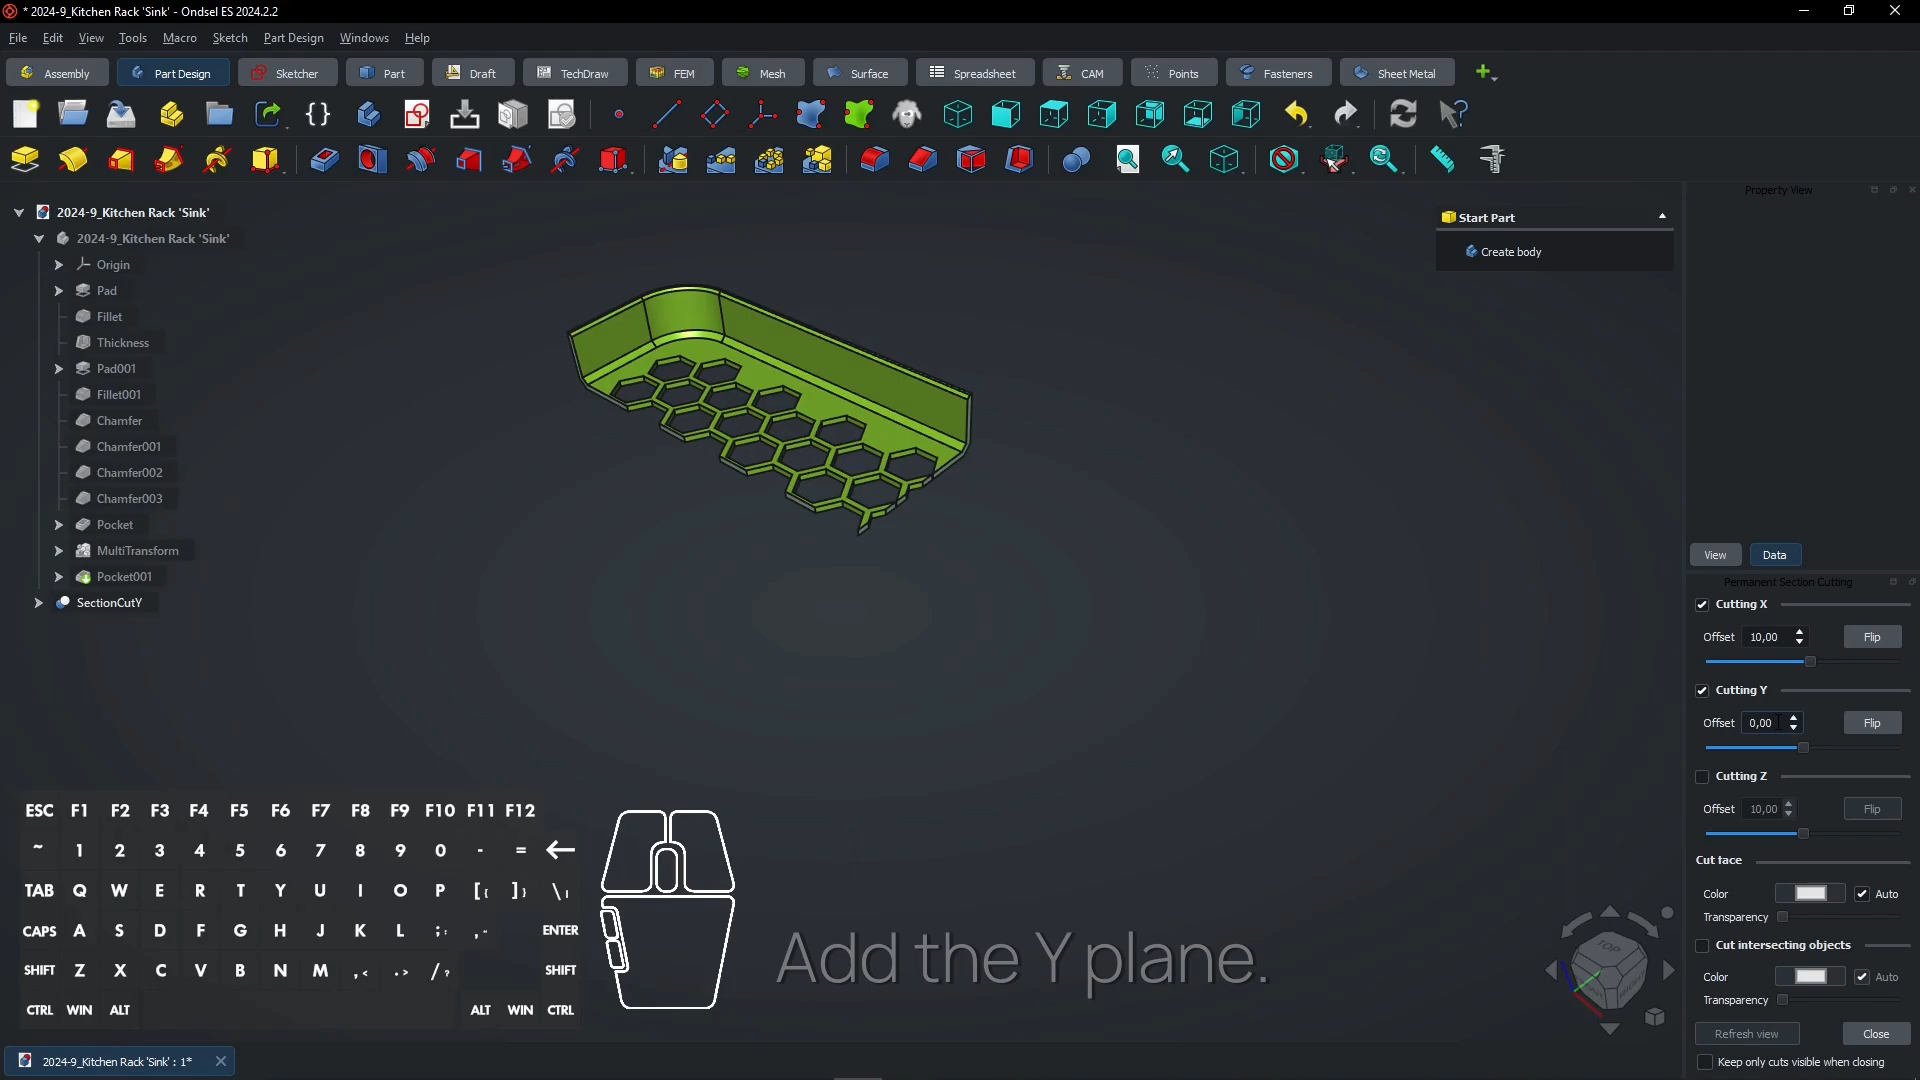 * 2024-9_Kitchen Rack 'Sink' - Ondsel ES 2024.2.2
File Edit View Tools Macro Sketch Part Design Windows Help
Assembly Part Design Sketcher Part Draft TechDraw FEM Mesh Surface Spreadsheet CAM Points Fasteners Sheet Metal
Property View
2024-9_Kitchen Rack 'Sink'
2024-9_Kitchen Rack 'Sink'
Origin
Pad
Fillet
Thickness
Pad001
Fillet001
Chamfer
Chamfer001
Chamfer002
Chamfer003
Pocket
MultiTransform
Pocket001
SectionCutY
Start Part
Create body
View Data
Permanent Section Cutting
Cutting X
Offset 10,00 Flip
Cutting Y
Offset 0,00 Flip
Cutting Z
Offset 10,00 Flip
Cut face
Color Auto
Transparency
Cut intersecting objects
Color Auto
Transparency
Refresh view Close
Keep only cuts visible when closing
ESC F1 F2 F3 F4 F5 F6 F7 F8 F9 F10 F11 F12
~ 1 2 3 4 5 6 7 8 9 0 - =
TAB Q W E R T Y U I O P [{ ]} \|
CAPS A S D F G H J K L ;: ,- ENTER
SHIFT Z X C V B N M ,< .> /? SHIFT
CTRL WIN ALT ALT WIN CTRL
Add the Y plane.
TOP
2024-9_Kitchen Rack 'Sink' : 1*